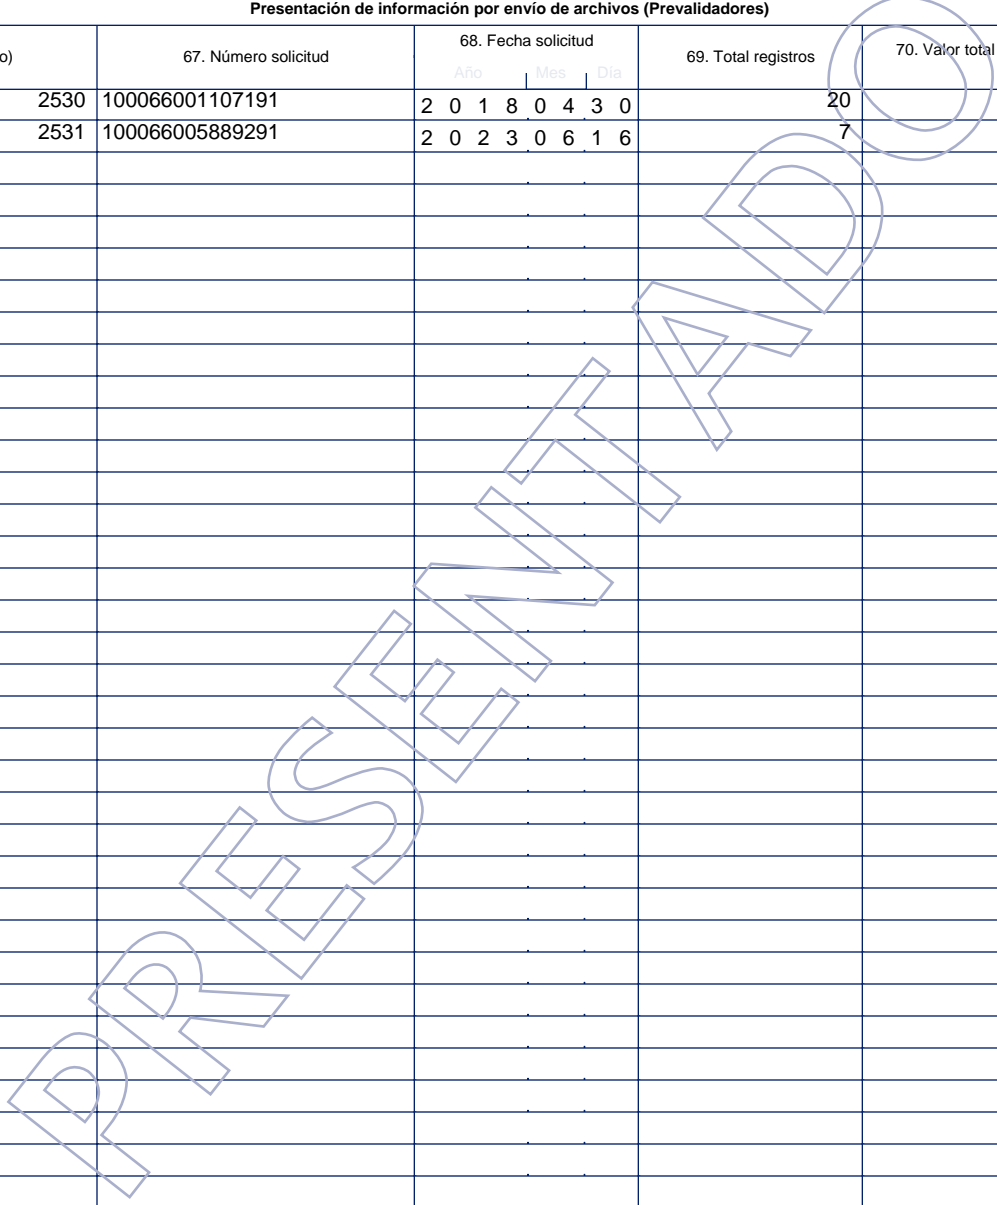 Presentación de información por envío de archivos (Prevalidadores)
o) 67. Número solicitud 68. Fecha solicitud 69. Total registros 70. Valor total
Año Mes Día
2530 100066001107191 2 0 1 8 0 4 3 0 20
2531 100066005889291 2 0 2 3 0 6 1 6 7
PRESENTADO